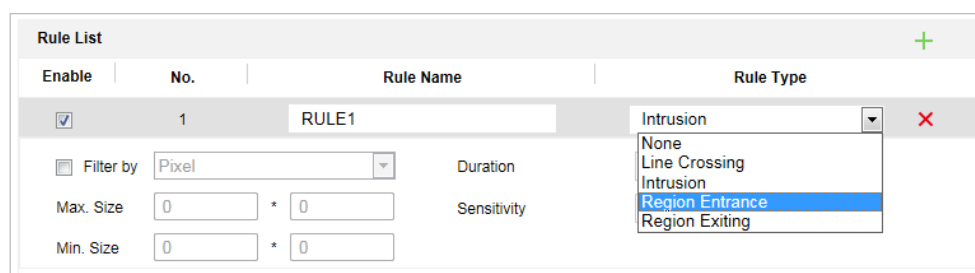 Rule List
Enable No. Rule Name Rule Type
1 RULE1 Intrusion
None
Filter by Pixel Duration Line Crossing
Intrusion
Max. Size 0 * 0 Sensitivity Region Entrance
Region Exiting
Min. Size 0 * 0